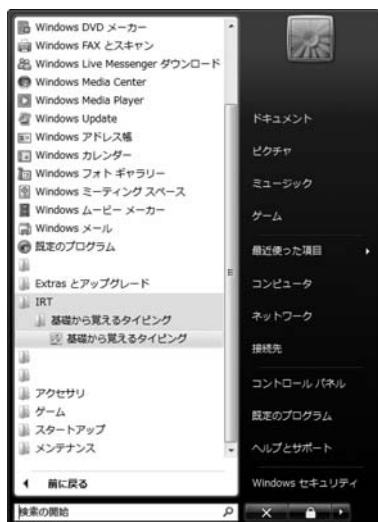 Windows DVD メーカー
Windows FAX とスキャン
Windows Live Messenger ダウンロード
Windows Media Center
Windows Media Player
Windows Update
Windows アドレス帳
Windows カレンダー
Windows フォト ギャラリー
Windows ミーティング スペース
Windows ムービー メーカー
Windows メール
既定のプログラム
Extras とアップグレード
IRT
基礎から覚えるタイピング
基礎から覚えるタイピング
アクセサリ
ゲーム
スタートアップ
メンテナンス
前に戻る
検索の開始
ドキュメント
ピクチャ
ミュージック
ゲーム
最近使った項目
コンピュータ
ネットワーク
接続先
コントロール パネル
既定のプログラム
ヘルプとサポート
Windows セキュリティ